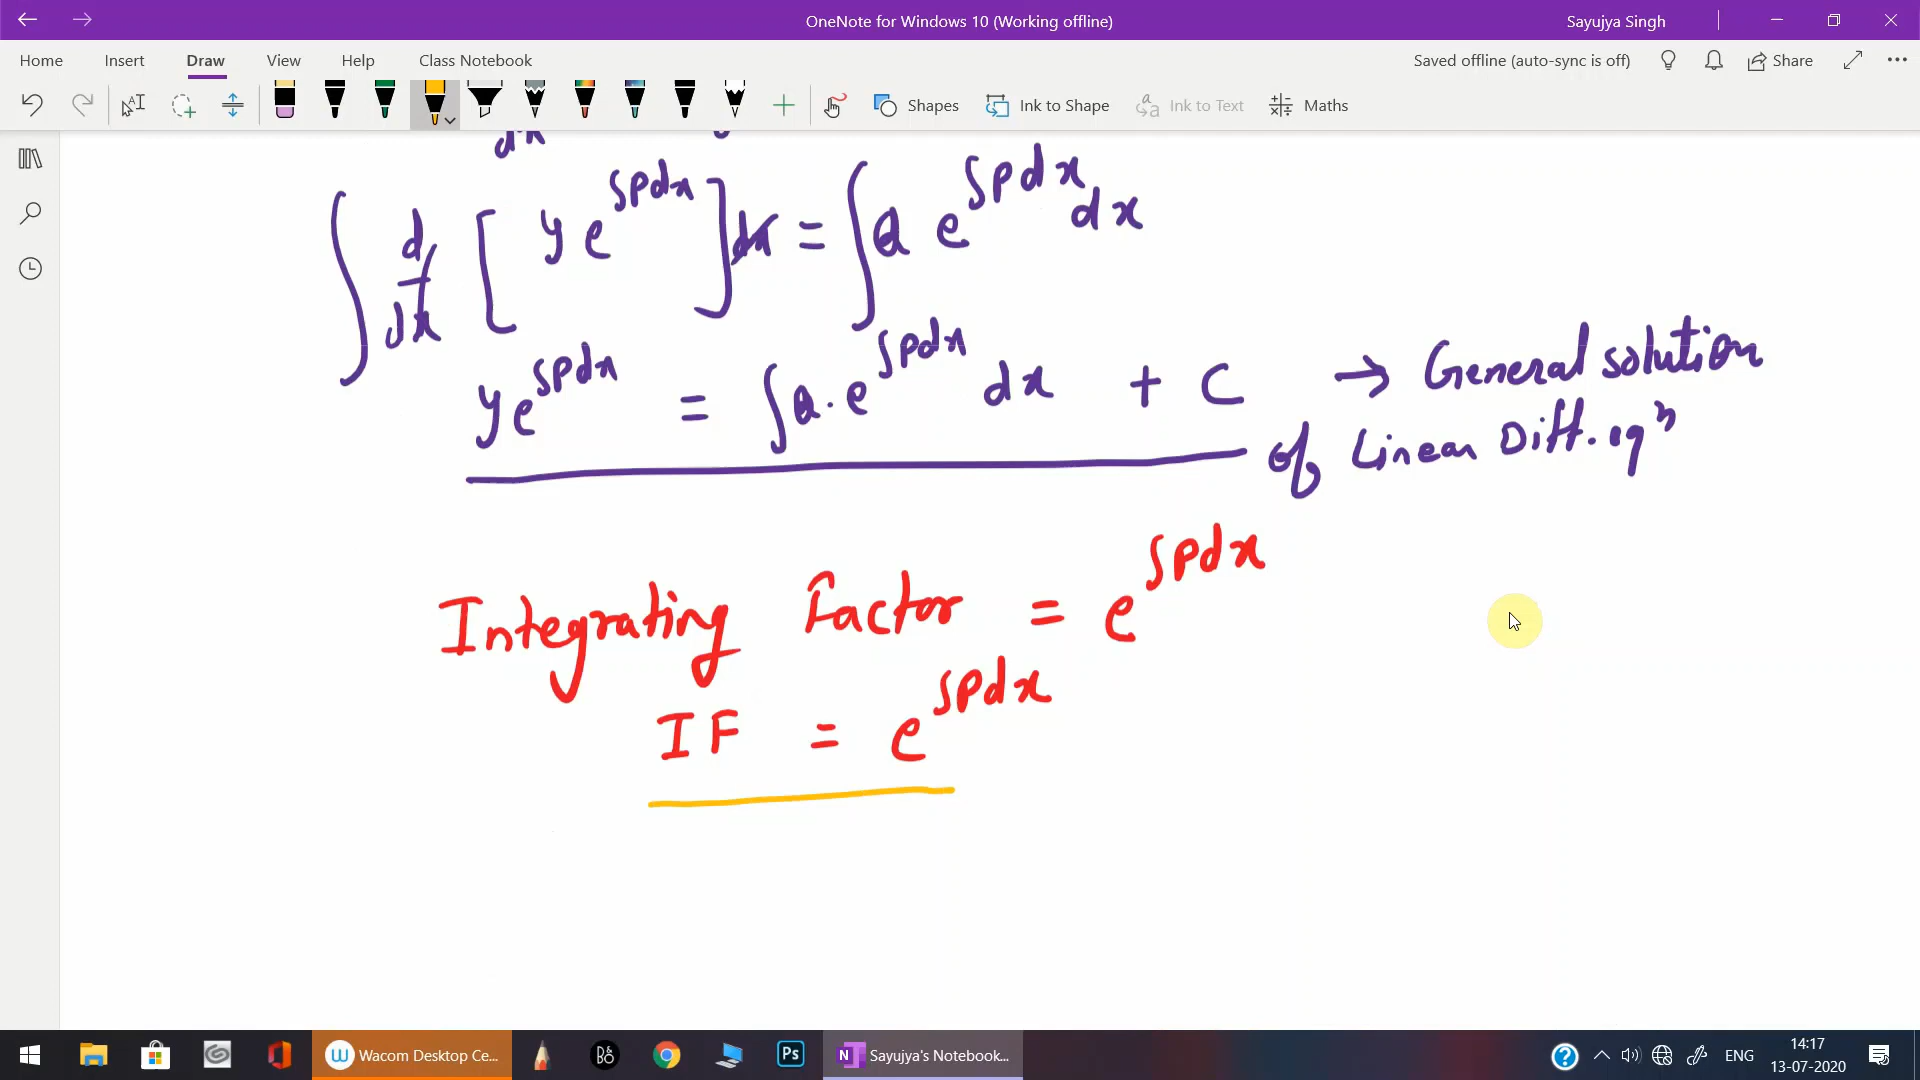 OneNote for Windows 10 (Working offline)
Sayujya Singh
Home Insert Draw View Help Class Notebook
Saved offline (auto-sync is off) Share
Shapes Ink to Shape Ink to Text Maths
dx
∫ d/dx [ y e^∫pdx ] dx = ∫ Q e^∫pdx dx
y e^∫pdx = ∫ Q . e^∫pdx dx + C → General solution
of Linear Diff. eqⁿ
Integrating Factor = e^∫pdx
IF = e^∫pdx
Wacom Desktop Ce...
Ps
Sayujya's Notebook...
ENG
14:17
13-07-2020